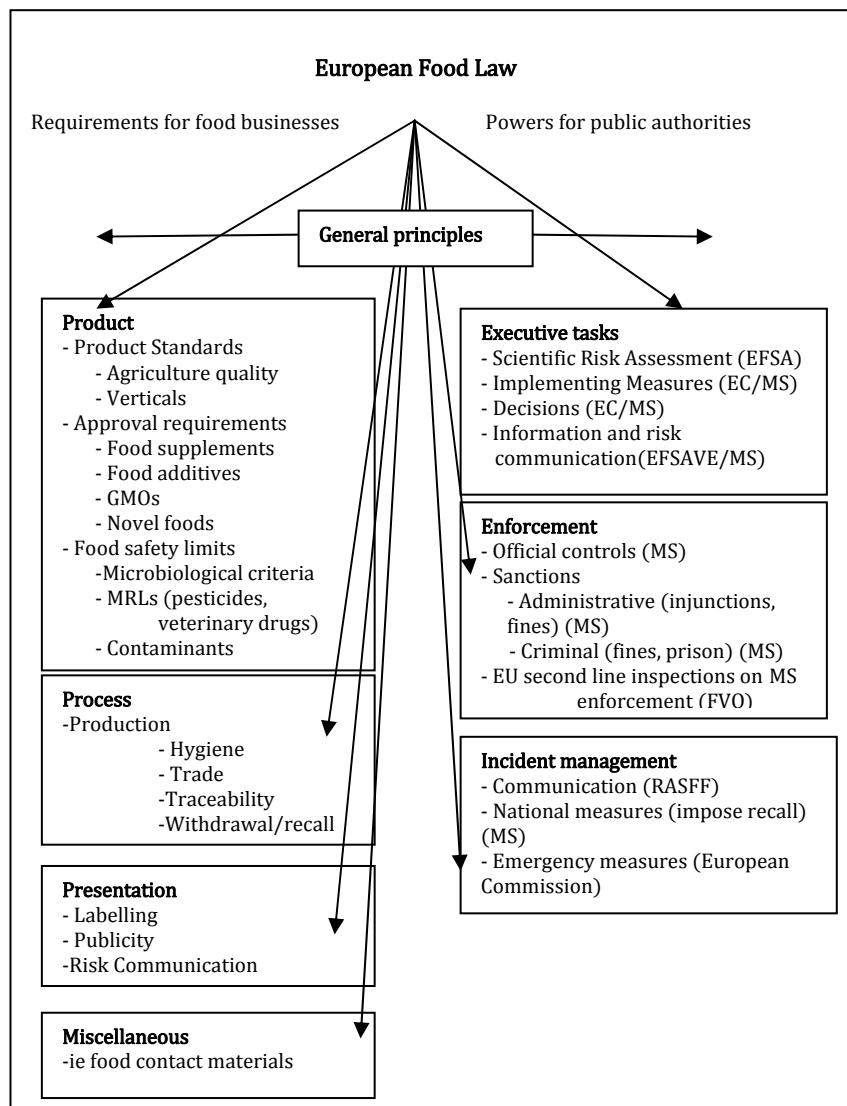 European Food Law
Requirements for food businesses
Powers for public authorities
General principles
Product
- Product Standards
- Agriculture quality
- Verticals
- Approval requirements
- Food supplements
- Food additives
- GMOs
- Novel foods
- Food safety limits
-Microbiological criteria
- MRLs (pesticides,
veterinary drugs)
- Contaminants
Process
-Production
- Hygiene
- Trade
-Traceability
-Withdrawal/recall
Presentation
- Labelling
- Publicity
-Risk Communication
Miscellaneous
-ie food contact materials
Executive tasks
- Scientific Risk Assessment (EFSA)
- Implementing Measures (EC/MS)
- Decisions (EC/MS)
- Information and risk
communication(EFSAVE/MS)
Enforcement
- Official controls (MS)
- Sanctions
- Administrative (injunctions,
fines) (MS)
- Criminal (fines, prison) (MS)
- EU second line inspections on MS
enforcement (FVO)
Incident management
- Communication (RASFF)
- National measures (impose recall)
(MS)
- Emergency measures (European
Commission)